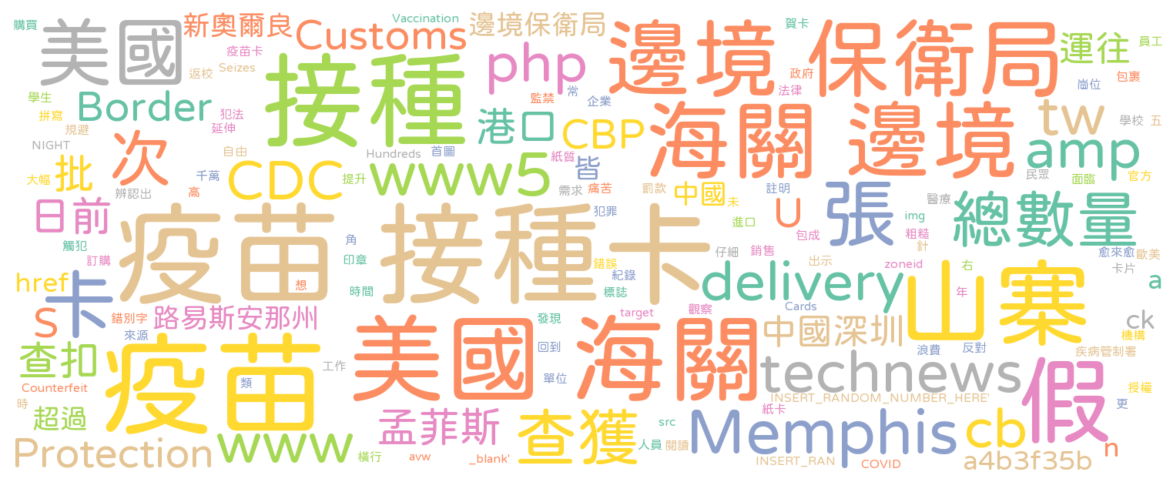 購買
美國
新奧爾良
Customs
Vaccination
邊境保衛局
賀卡
邊境 保衛局
運往
員工
疫苗卡
返校
Seizes
接種
php
監禁
常
企業
政府
法律
崗位
包裹
學生
拼寫
Border
犯法
延伸
港口
CBP
海關 邊境
tw
學校
五
規避
NIGHT
批
次
自由
Hundreds
首圖
紙質
皆
amp
民眾
官方
面臨
大幅
辨認出
千萬
高
CDC
提升
www5
需求
痛苦
罰款
中國
未
註明
張
醫療
日前
疫苗 接種卡
犯罪
進口
U
包成
img
粗糙
針
總數量
觸犯
訂購
角
印章
仔細
銷售
出示
愈來愈
歐美
卡片
href
卡
想
時間
錯誤
紀錄
標誌
delivery
zoneid
右
年
山寨
a
S
錯別字
來源
路易斯安那州
發現
target
觀察
Cards
ck
查扣
疫苗
美國 海關
回到
中國深圳
浪費
反對
機構
疾病管制署
Counterfeit
類
工作
單位
technews
假
授權
時
超過
INSERT_RANDOM_NUMBER_HERE'
更
孟菲斯
查獲
src
紙卡
Memphis
cb
Protection
www
橫行
avw
_blank'
人員
閱讀
INSERT_RAN
COVID
a4b3f35b
n